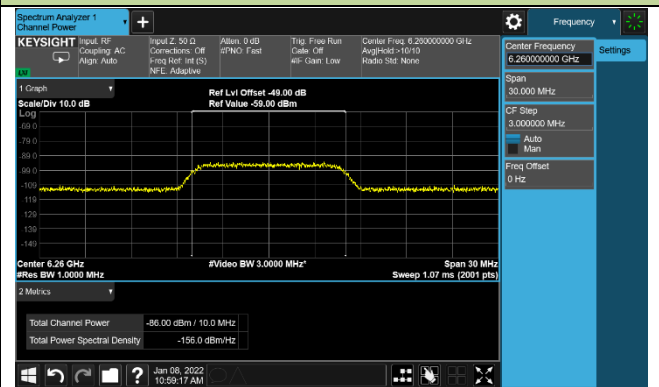 Spectrum Analyzer 1
Channel Power
+
Frequency
KEYSIGHT
Input: RF
Coupling: AC
Align: Auto
Input Z: 50 Ω
Corrections: Off
Freq Ref: Int (S)
NFE: Adaptive
Atten: 0 dB
#PNO: Fast
Trig: Free Run
Gate: Off
#IF Gain: Low
Center Freq: 6.260000000 GHz
Avg|Hold:>10/10
Radio Std: None
LXI
1 Graph
Scale/Div 10.0 dB
Ref Lvl Offset -49.00 dB
Ref Value -59.00 dBm
Log
-69.0
-79.0
-89.0
-99.0
-109
-119
-129
-139
-149
Center 6.26 GHz
#Video BW 3.0000 MHz*
Span 30 MHz
#Res BW 1.0000 MHz
Sweep 1.07 ms (2001 pts)
2 Metrics
Total Channel Power -86.00 dBm / 10.0 MHz
Total Power Spectral Density -156.0 dBm/Hz
Center Frequency
6.260000000 GHz
Settings
Span
30.000 MHz
CF Step
3.000000 MHz
Auto
Man
Freq Offset
0 Hz
?
Jan 08, 2022
10:59:17 AM